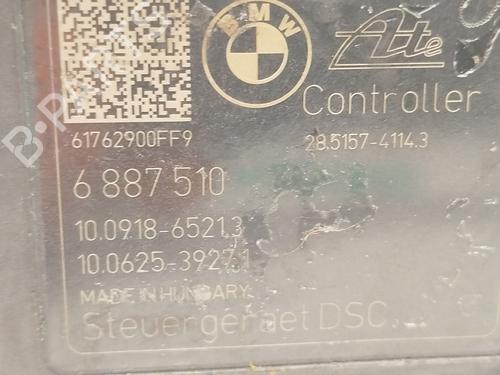 BMW
Ate
Controller
61762900FF9
28.5157-4114.3
6 887 510
10.0918-6521.3
10.0625-3927.1
MADE IN HUNGARY
Steuergeraet DSC